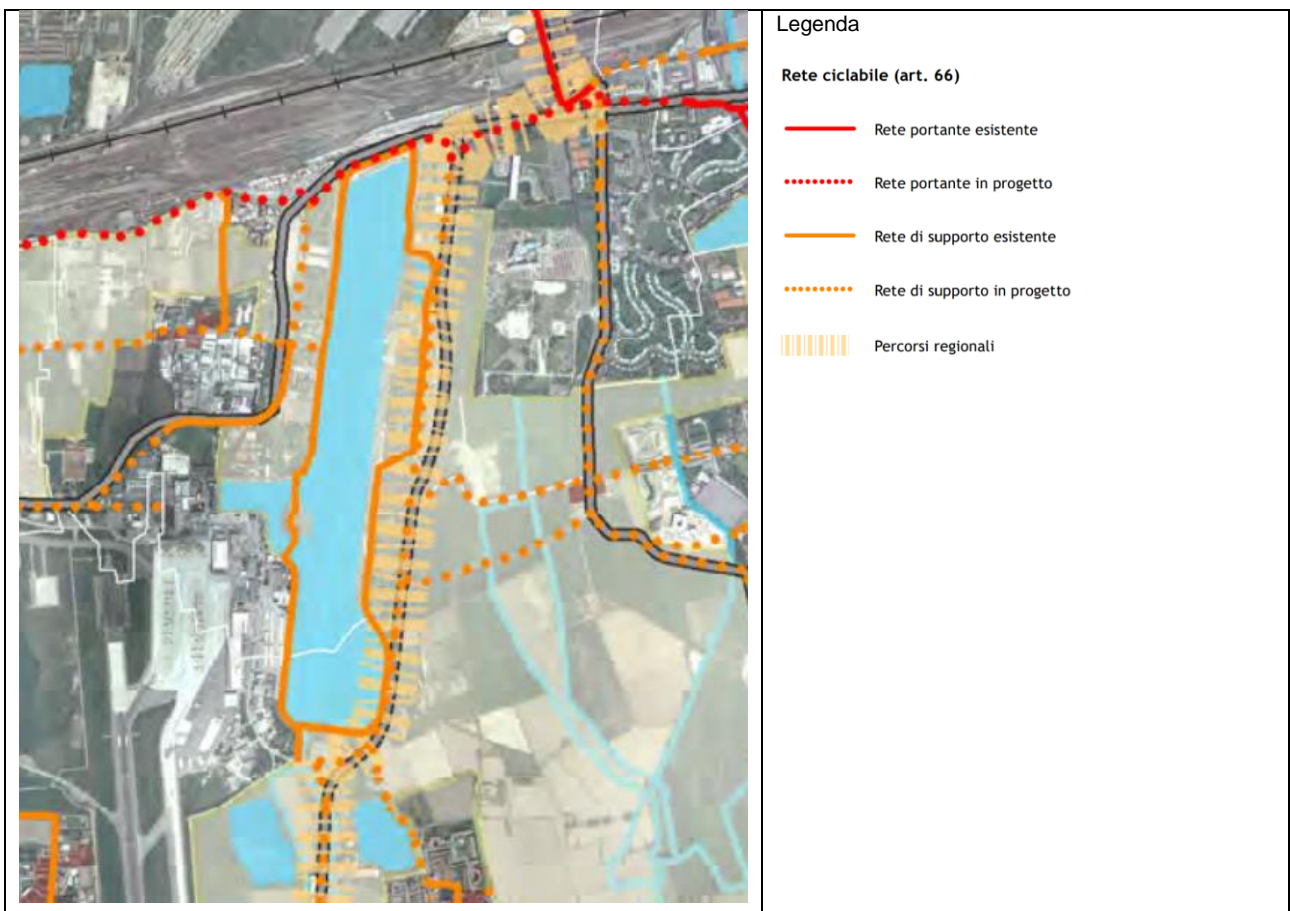 Legenda
Rete ciclabile (art. 66)
Rete portante esistente
Rete portante in progetto
Rete di supporto esistente
Rete di supporto in progetto
Percorsi regionali